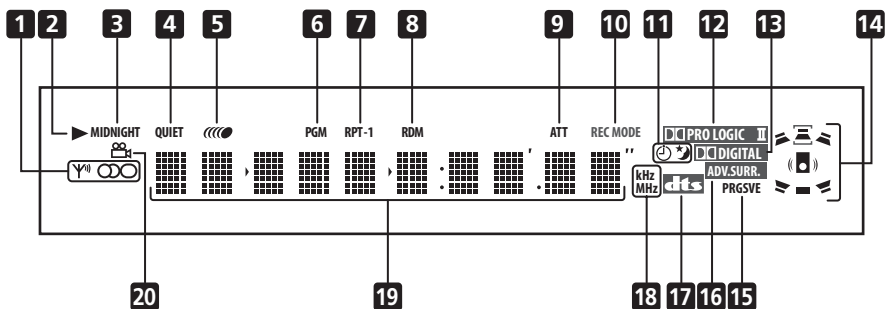 1 2 3 4 5 6 7 8 9 10 11 12 13 14
MIDNIGHT QUIET PGM RPT-1 RDM ATT REC MODE PRO LOGIC II
DIGITAL
kHz dts ADV.SURR.
MHz PRGSVE
20 19 18 17 16 15